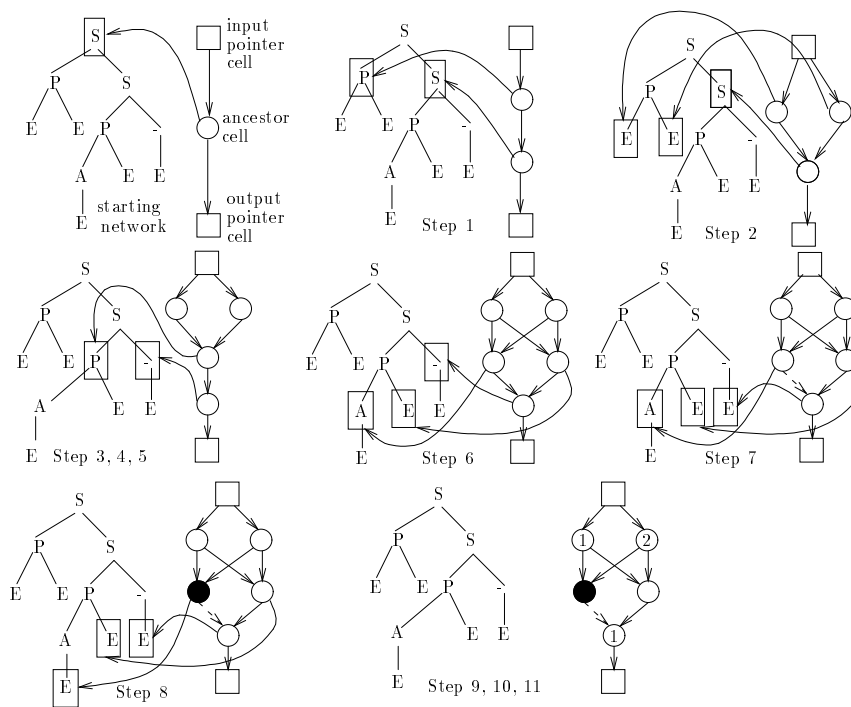 S
P S
E E P -
A E E
E
starting
network
input
pointer
cell
ancestor
cell
output
pointer
cell
S
P S
E E P -
A E E
E
Step 1
S
P S
E E P -
A E E
E
Step 2
S
P S
E E P -
A E E
E
Step 3, 4, 5
S
P S
E E P -
A E E
E
Step 6
S
P S
E E P -
A E E
E
Step 7
S
P S
E E P -
A E E
E
Step 8
S
P S
E E P -
A E E
E
1 2
1
Step 9, 10, 11